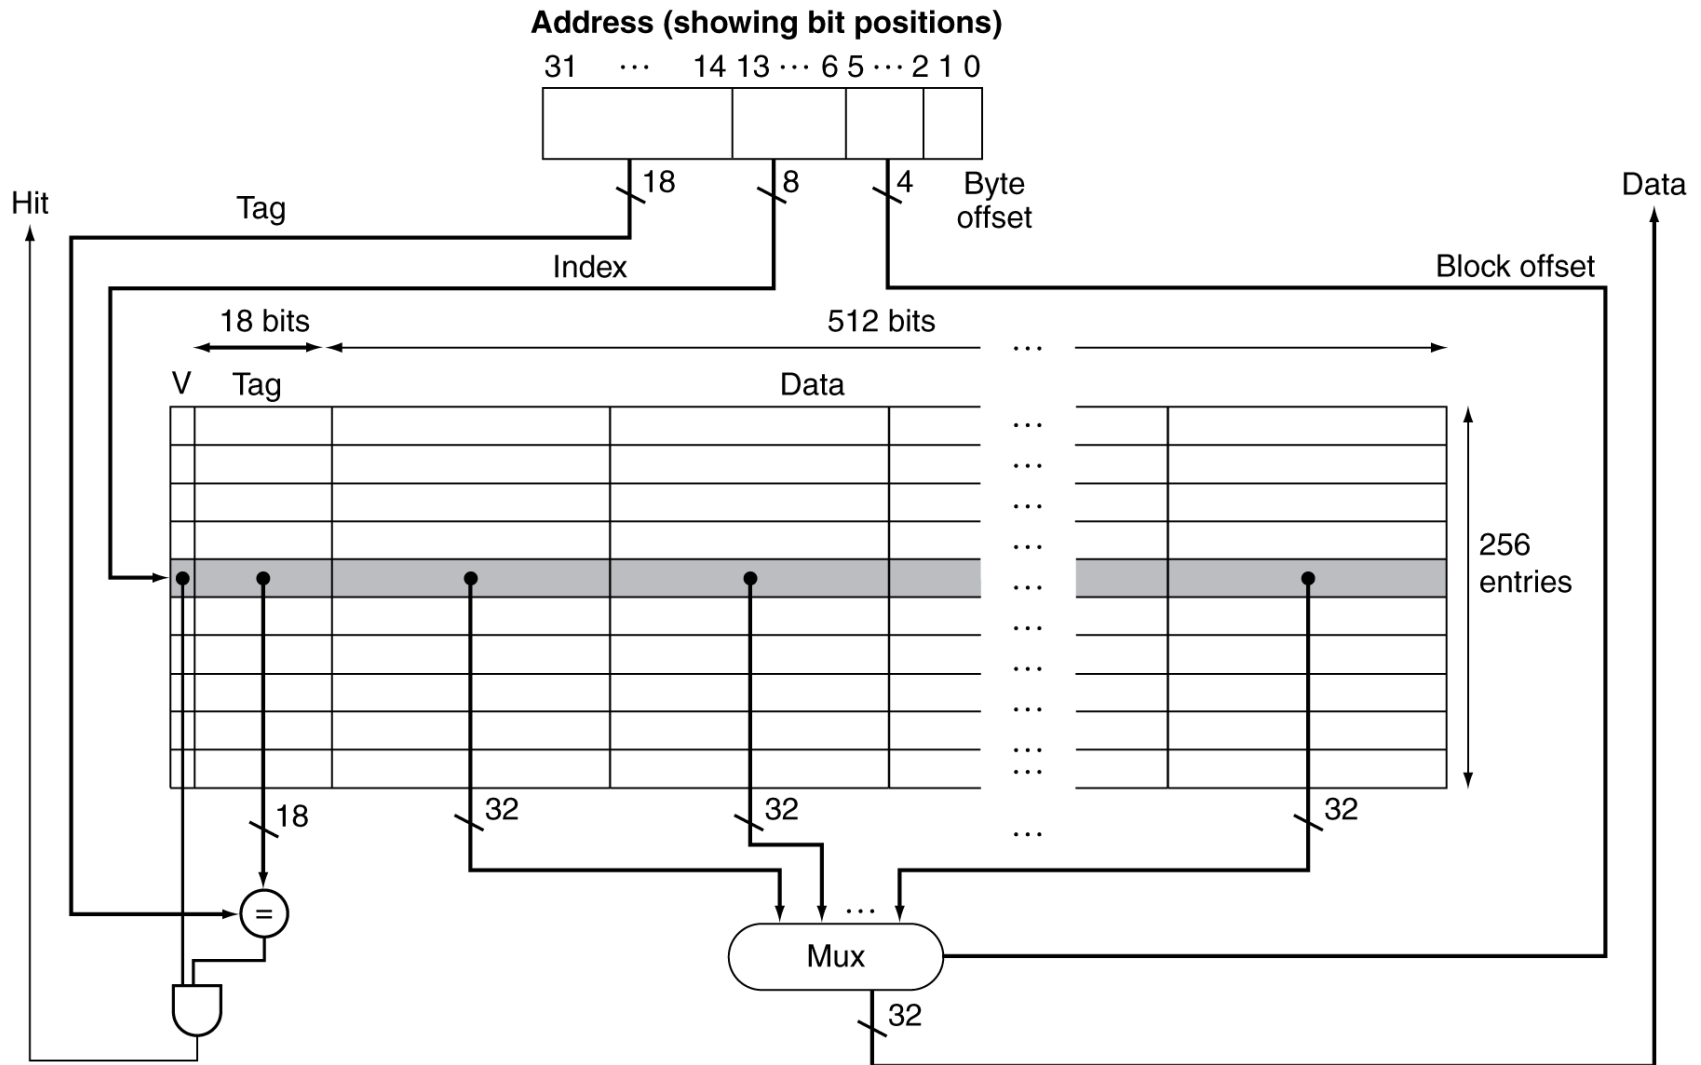 Address (showing bit positions)
31 ··· 14 13 ··· 6 5 ··· 2 1 0
18 8 4 Byte
offset
Hit
Data
Tag
Index
Block offset
18 bits
512 bits
...
V Tag Data
...
...
...
...
...
...
...
...
...
...
256
entries
18 32 32 ... 32
=
...
Mux
32